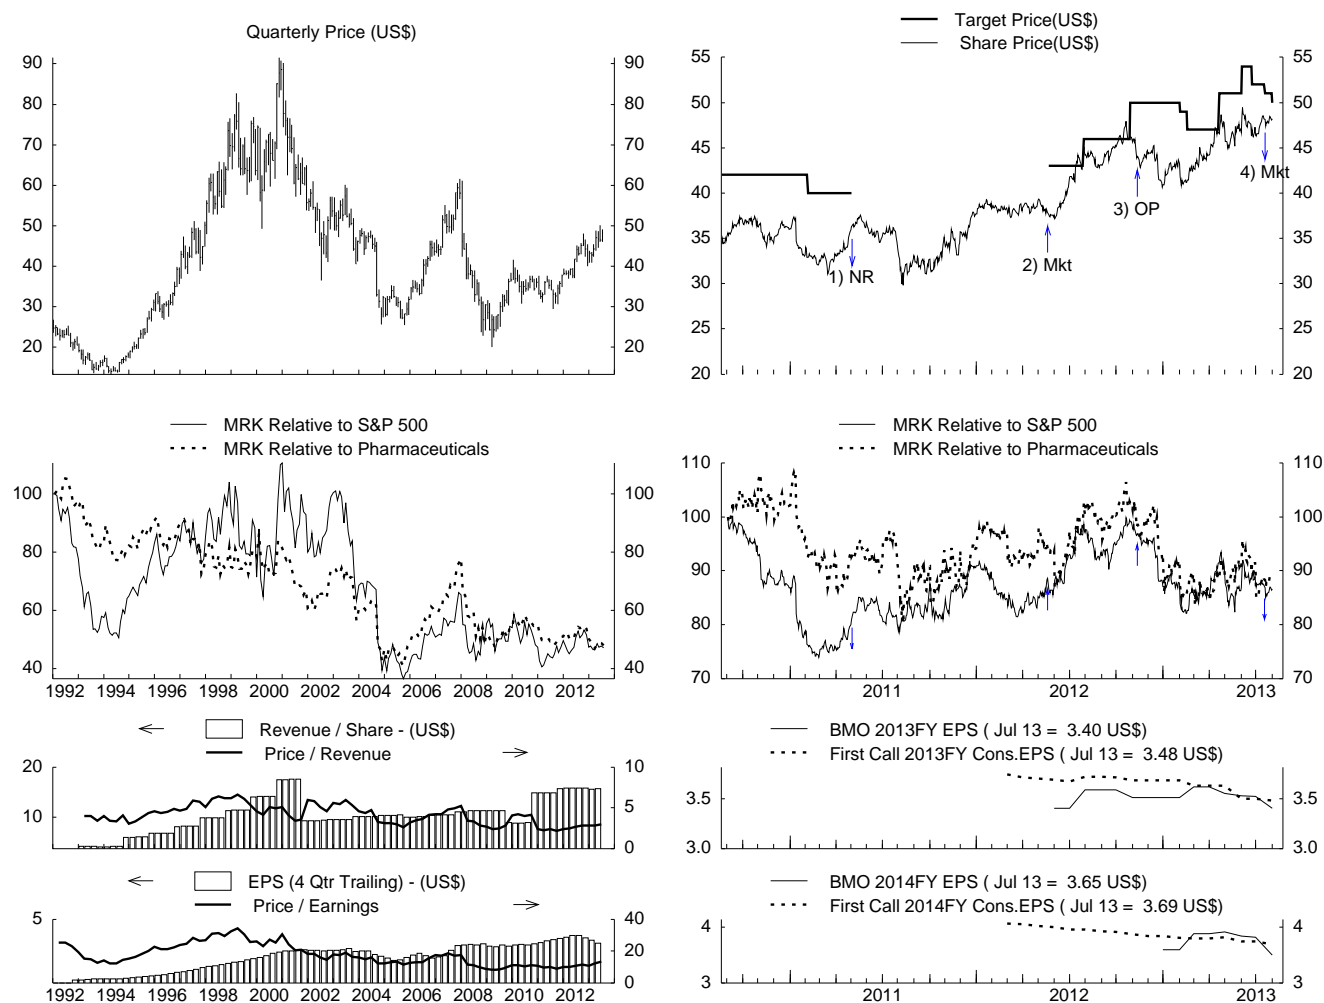 Quarterly Price (US$)
90 90
80 80
70 70
60 60
50 50
40 40
30 30
20 20
Target Price(US$)
Share Price(US$)
55 55
50 50
45 45
40 40
35 35
30 30
25 25
20 20
1) NR
2) Mkt
3) OP
4) Mkt
MRK Relative to S&P 500
MRK Relative to Pharmaceuticals
100 100
80 80
60 60
40 40
1992 1994 1996 1998 2000 2002 2004 2006 2008 2010 2012
MRK Relative to S&P 500
MRK Relative to Pharmaceuticals
110 110
100 100
90 90
80 80
70 70
2011 2012 2013
Revenue / Share - (US$)
Price / Revenue
20 10
10 5
0
BMO 2013FY EPS ( Jul 13 = 3.40 US$)
First Call 2013FY Cons.EPS ( Jul 13 = 3.48 US$)
3.5 3.5
3.0 3.0
EPS (4 Qtr Trailing) - (US$)
Price / Earnings
5 40
20
0 0
1992 1994 1996 1998 2000 2002 2004 2006 2008 2010 2012
BMO 2014FY EPS ( Jul 13 = 3.65 US$)
First Call 2014FY Cons.EPS ( Jul 13 = 3.69 US$)
4 4
3 3
2011 2012 2013